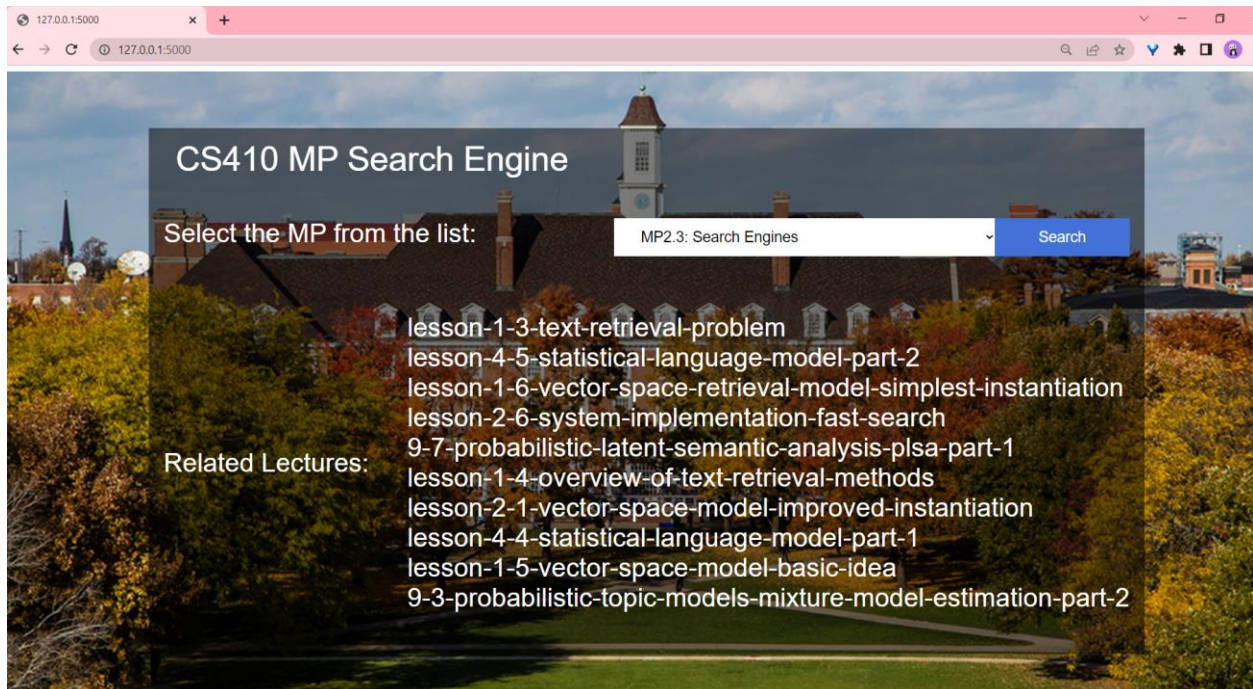 127.0.0.1:5000
127.0.0.1:5000
CS410 MP Search Engine
Select the MP from the list:
MP2.3: Search Engines
Search
Related Lectures:
lesson-1-3-text-retrieval-problem
lesson-4-5-statistical-language-model-part-2
lesson-1-6-vector-space-retrieval-model-simplest-instantiation
lesson-2-6-system-implementation-fast-search
9-7-probabilistic-latent-semantic-analysis-plsa-part-1
lesson-1-4-overview-of-text-retrieval-methods
lesson-2-1-vector-space-model-improved-instantiation
lesson-4-4-statistical-language-model-part-1
lesson-1-5-vector-space-model-basic-idea
9-3-probabilistic-topic-models-mixture-model-estimation-part-2